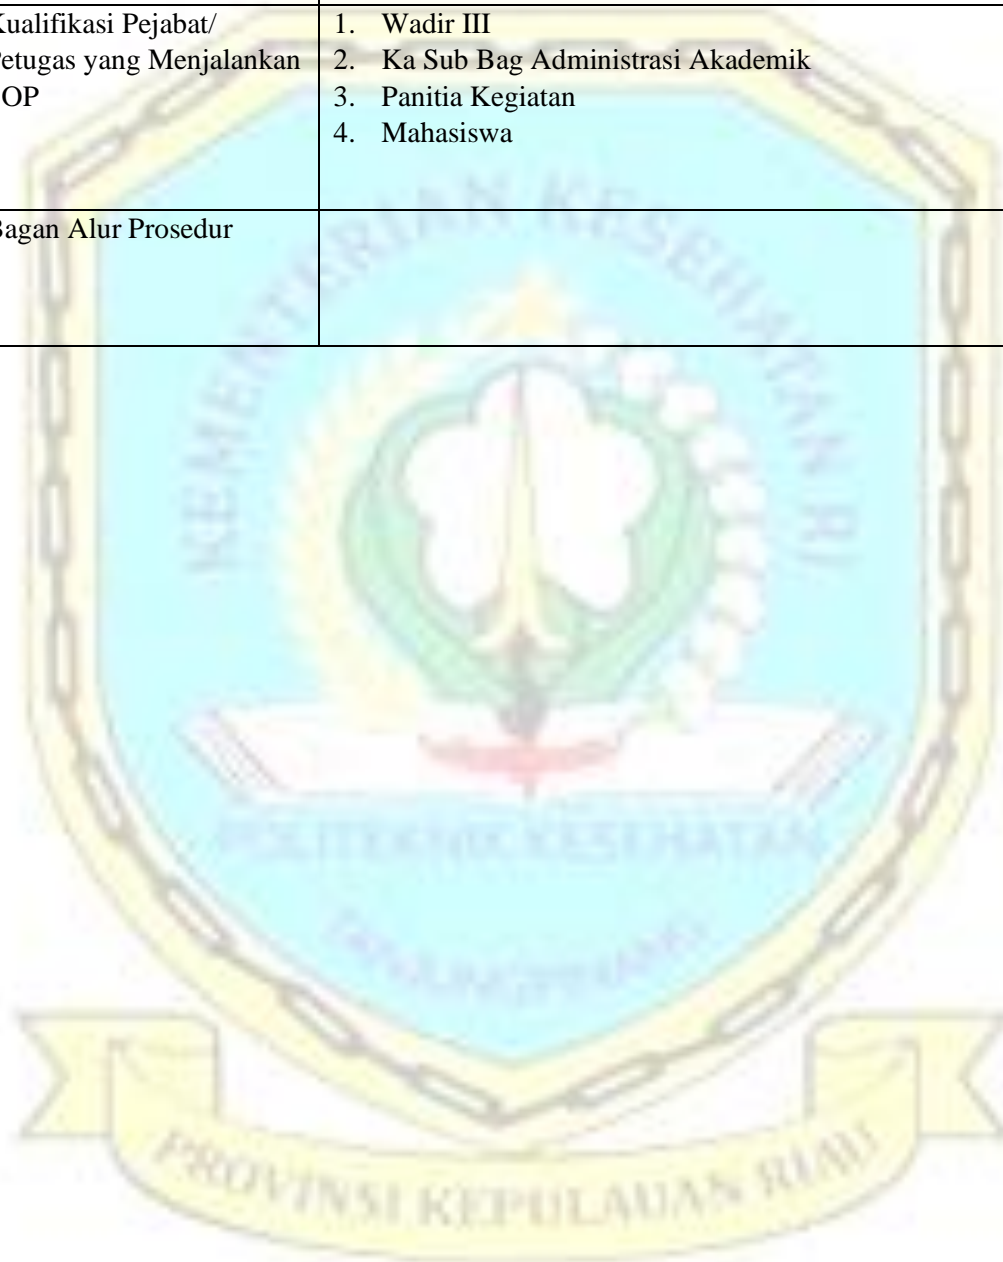 Kualifikasi Pejabat/
Petugas yang Menjalankan
OP
1. Wadir III
2. Ka Sub Bag Administrasi Akademik
3. Panitia Kegiatan
4. Mahasiswa
Bagan Alur Prosedur
KEMENTERIAN KESEHATAN RI
POLITEKNIK KESEHATAN
TANJUNGPINANG
PROVINSI KEPULAUAN RIAU